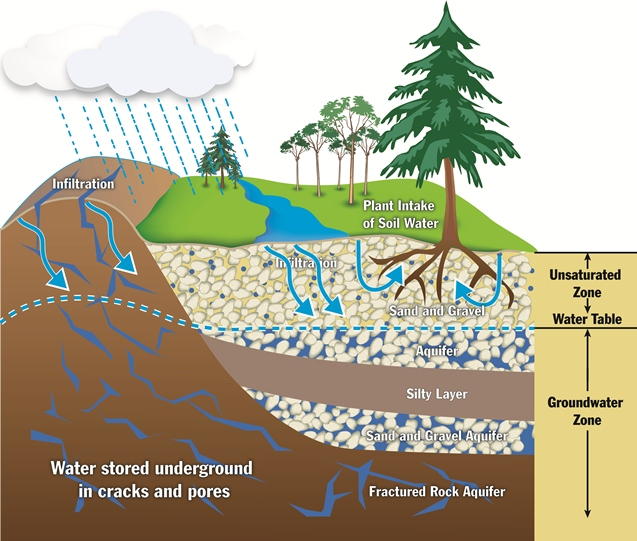 Infiltration
Plant Intake
of Soil Water
Infiltration
Sand and Gravel
Unsaturated
Zone
Water Table
Aquifer
Silty Layer
Groundwater
Zone
Sand and Gravel Aquifer
Water stored underground
in cracks and pores
Fractured Rock Aquifer